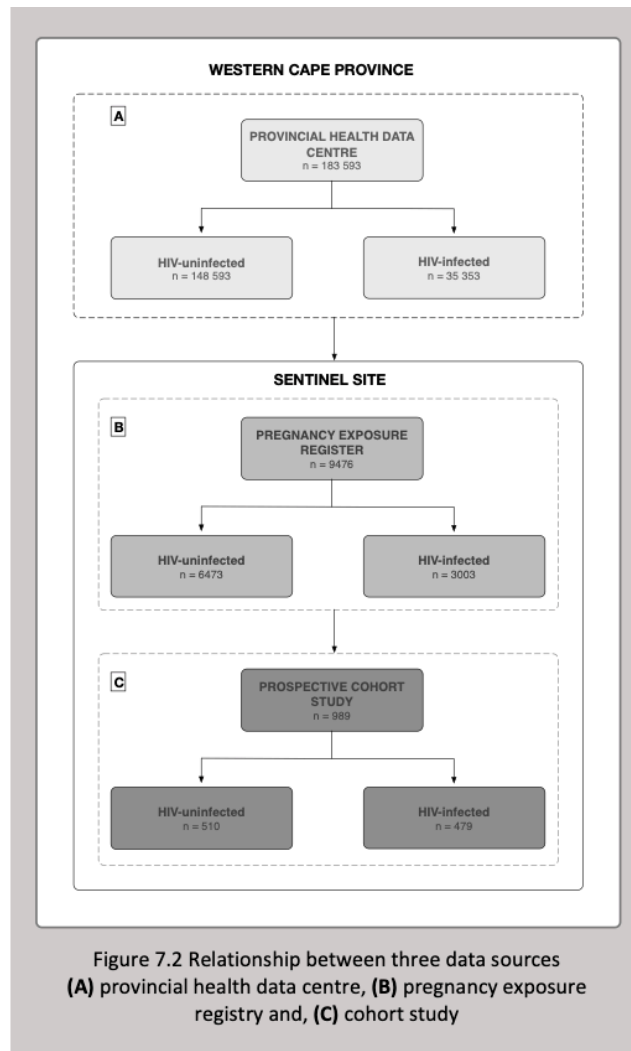 WESTERN CAPE PROVINCE
A
PROVINCIAL HEALTH DATA
CENTRE
n = 183 593
HIV-uninfected
n = 148 593
HIV-infected
n = 35 353
SENTINEL SITE
B
PREGNANCY EXPOSURE
REGISTER
n = 9476
HIV-uninfected
n = 6473
HIV-infected
n = 3003
C
PROSPECTIVE COHORT
STUDY
n = 989
HIV-uninfected
n = 510
HIV-infected
n = 479
Figure 7.2 Relationship between three data sources
(A) provincial health data centre, (B) pregnancy exposure
registry and, (C) cohort study